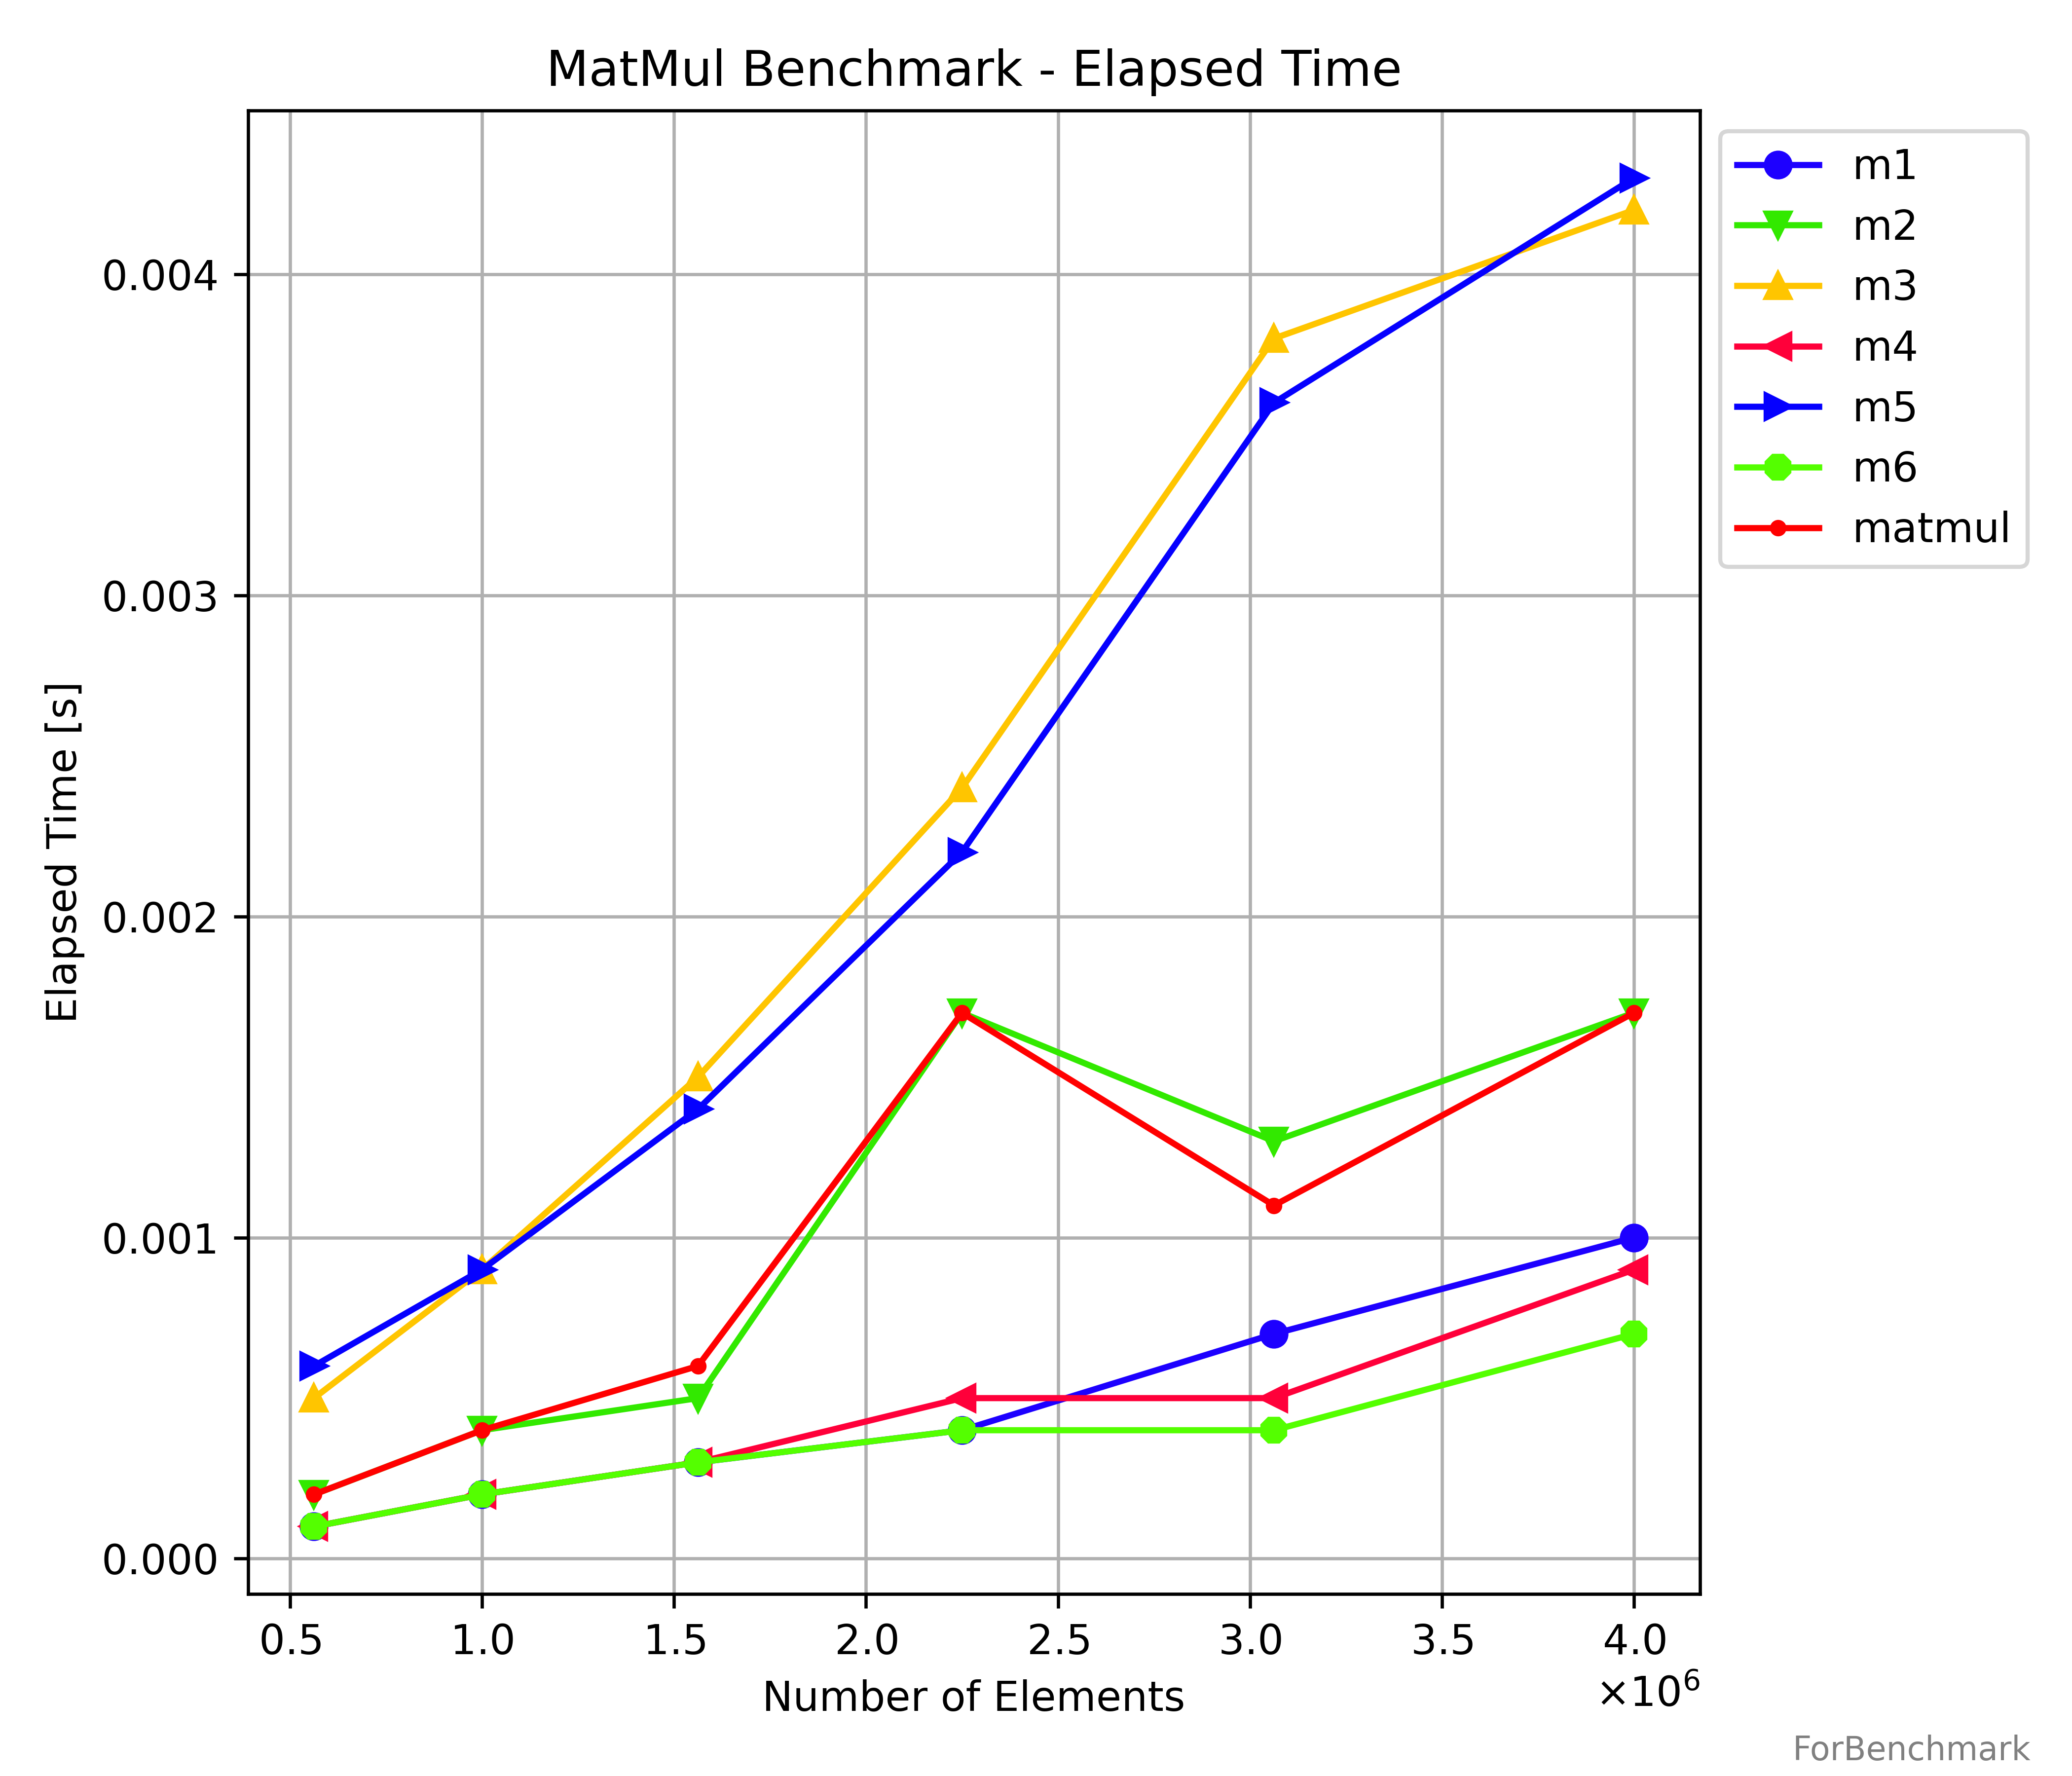 MatMul Benchmark - Elapsed Time
m1
m2
m3
m4
m5
m6
matmul
Elapsed Time [s]
0.004
0.003
0.002
0.001
0.000
0.5 1.0 1.5 2.0 2.5 3.0 3.5 4.0
×10⁶
Number of Elements
ForBenchmark